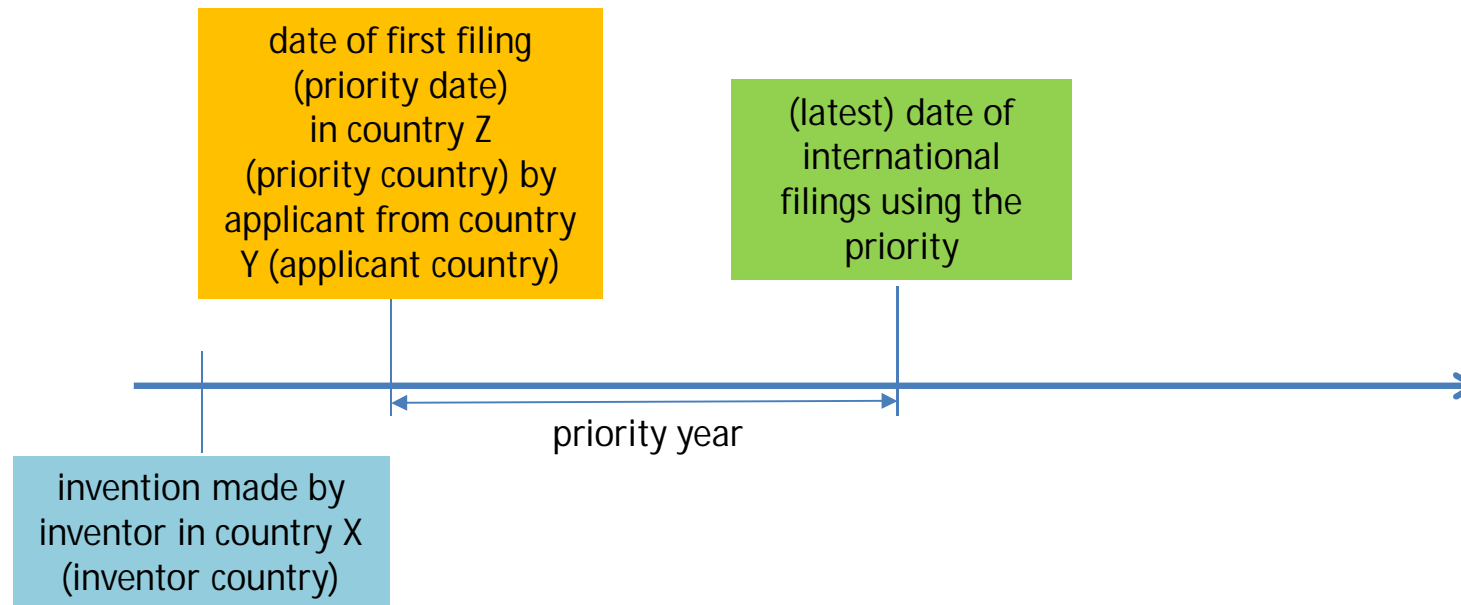 date of first filing
(priority date)
in country Z
(priority country) by
applicant from country
Y (applicant country)
(latest) date of
international
filings using the
priority
priority year
invention made by
inventor in country X
(inventor country)